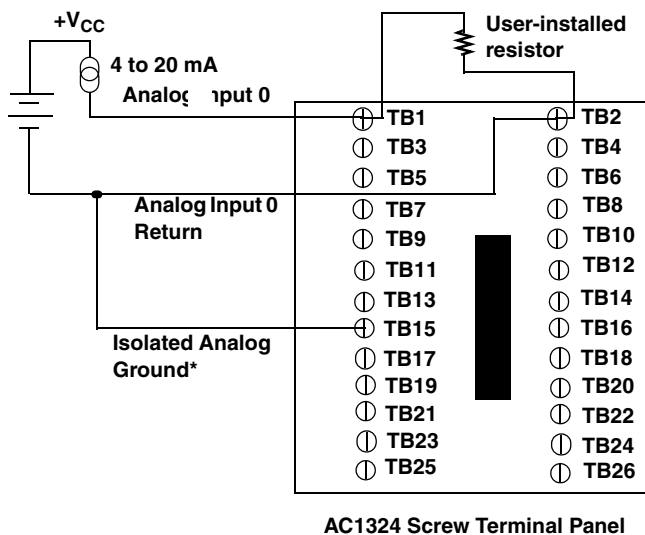 +VCC
User-installed
resistor
4 to 20 mA
Analog Input 0
TB1 TB2
TB3 TB4
TB5 TB6
Analog Input 0
Return
TB7 TB8
TB9 TB10
TB11 TB12
TB13 TB14
TB15 TB16
Isolated Analog
Ground*
TB17 TB18
TB19 TB20
TB21 TB22
TB23 TB24
TB25 TB26
AC1324 Screw Terminal Panel